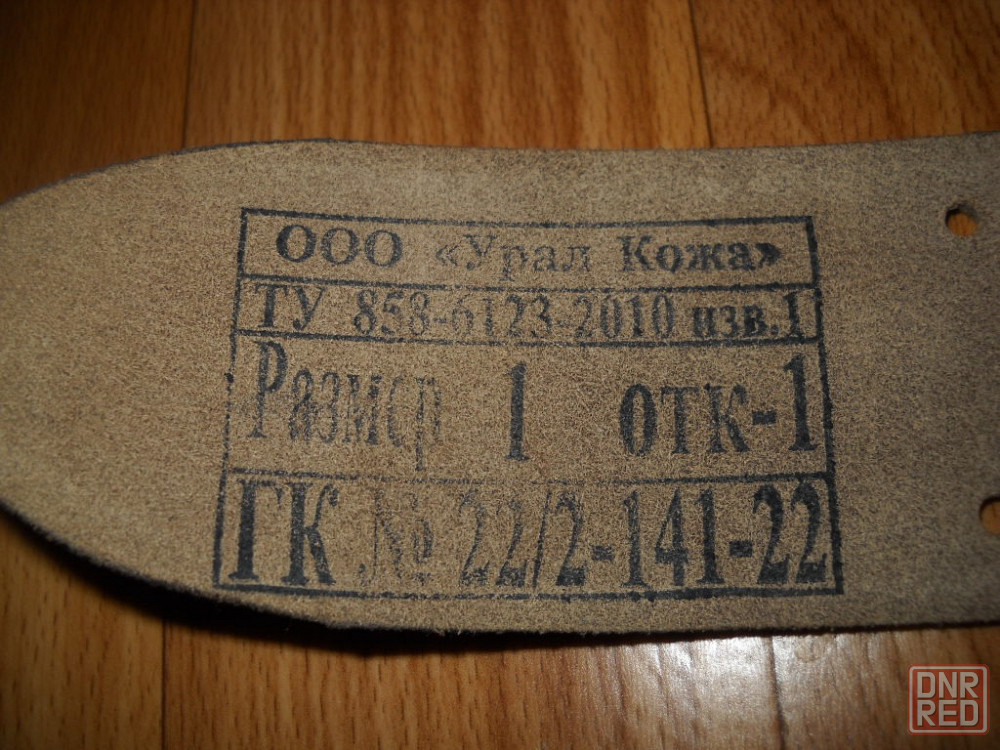 ООО «Урал Кожа»
ТУ 858-6123-2010 изв.1
Размер 1 отк-1
ГК № 22/2-141-22
DNR
RED